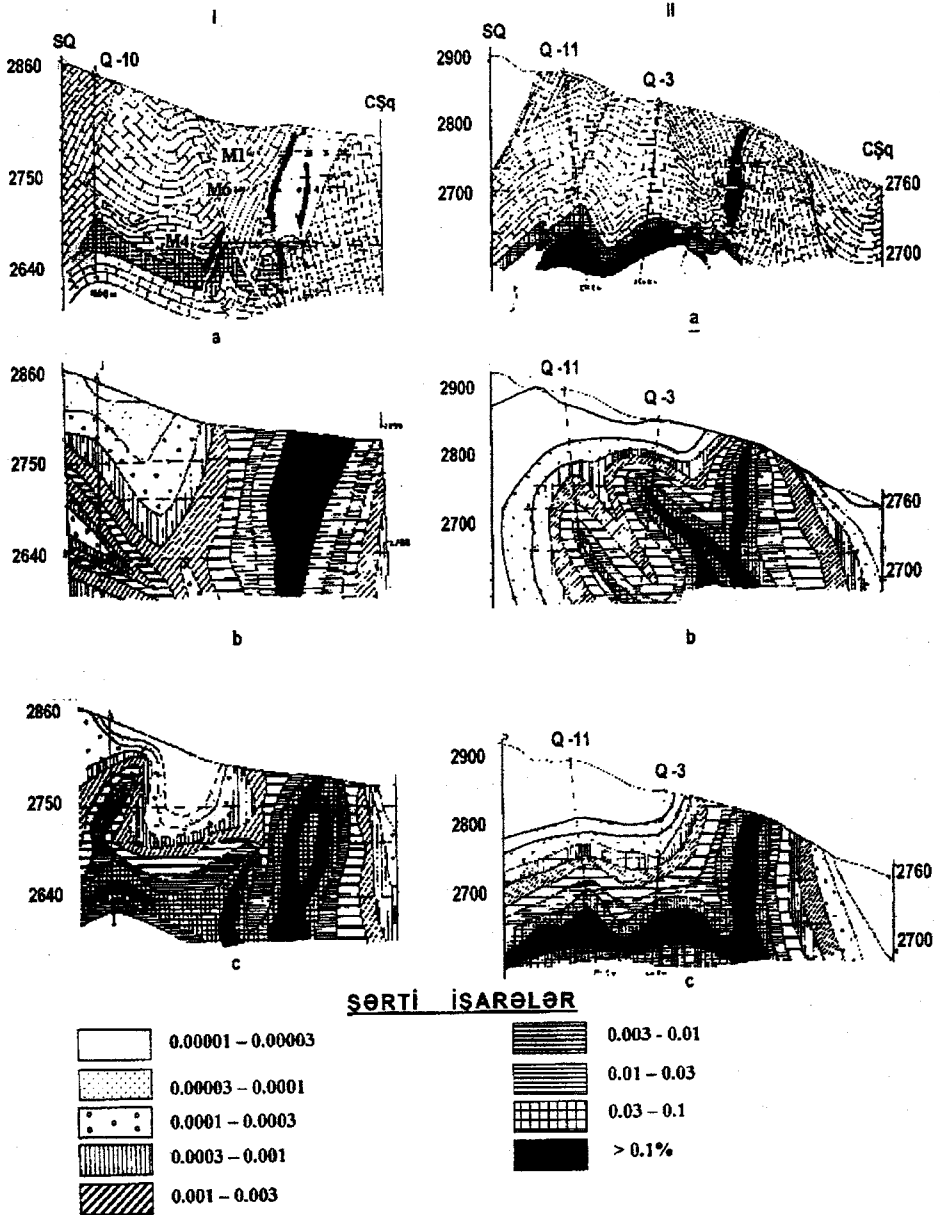 I
II
SQ
Q -10
CŞq
2860
2750
2640
M1
M6
M4
a
SQ
Q -11
Q -3
CŞq
2900
2800
2700
2760
2700
a
2860
2750
2640
b
Q -11
Q -3
2900
2800
2700
2760
2700
b
2860
2750
2640
c
Q -11
Q -3
2900
2800
2700
2760
2700
c
ŞƏRTİ İŞARƏLƏR
0.00001 – 0.00003
0.00003 – 0.0001
0.0001 – 0.0003
0.0003 – 0.001
0.001 – 0.003
0.003 - 0.01
0.01 – 0.03
0.03 – 0.1
> 0.1%